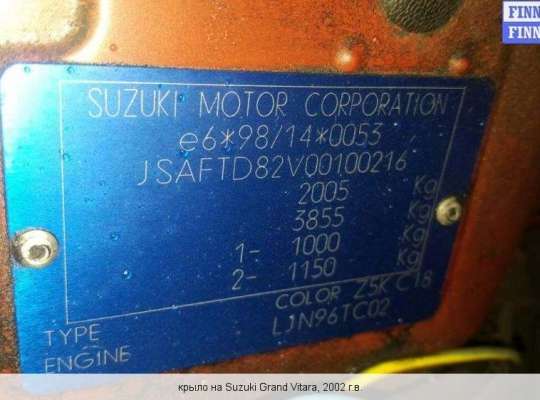 FINN
FINN
SUZUKI MOTOR CORPORATION
e6*98/14*0053
JSAFTD82V00100216
2005 Kg
3855 Kg
1- 1000 Kg
2- 1150 Kg
COLOR Z5K C18
TYPE LJN96TC02
ENGINE
крыло на Suzuki Grand Vitara, 2002 г.в.